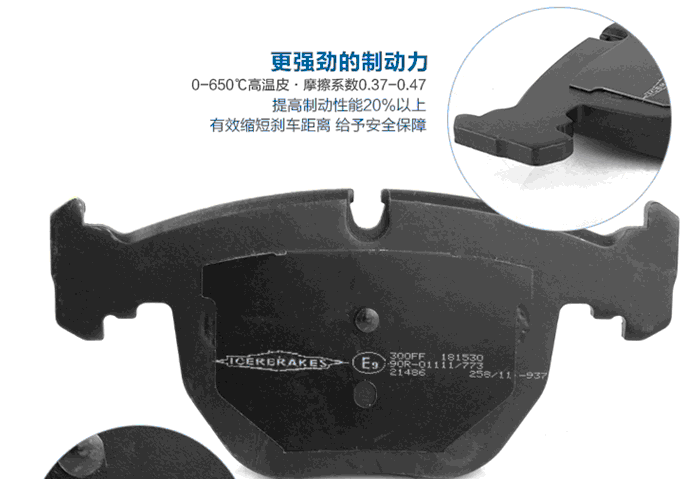 更强劲的制动力
0-650℃高温皮·摩擦系数0.37-0.47
提高制动性能20%以上
有效缩短刹车距离 给予安全保障
ICERBRAKES E9 300FF 181530
90R-01111/773
21486 258/11--937